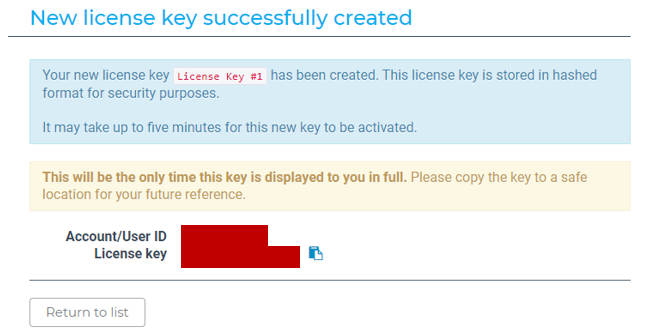 New license key successfully created
Your new license key License Key #1 has been created. This license key is stored in hashed
format for security purposes.
It may take up to five minutes for this new key to be activated.
This will be the only time this key is displayed to you in full. Please copy the key to a safe
location for your future reference.
Account/User ID
License key
Return to list